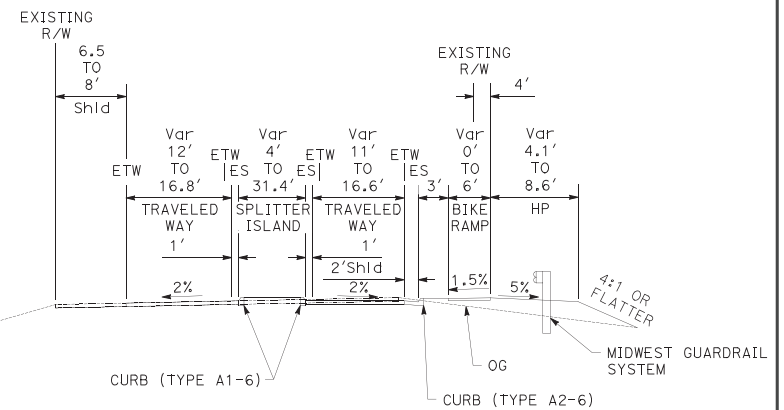 EXISTING
R/W
6.5
TO
8'
Shld
EXISTING
R/W
4'
ETW
Var
12'
TO
16.8'
TRAVELED
WAY
ETW
ES
Var
4'
TO
31.4'
SPLITTER
ISLAND
ETW
ES
Var
11'
TO
16.6'
TRAVELED
WAY
ETW
ES
3'
Var
0'
TO
6'
BIKE
RAMP
Var
4.1'
TO
8.6'
HP
1'
1'
2'Shld
2%
2%
1.5%
5%
4:1 OR
FLATTER
OG
MIDWEST GUARDRAIL
SYSTEM
CURB (TYPE A1-6)
CURB (TYPE A2-6)